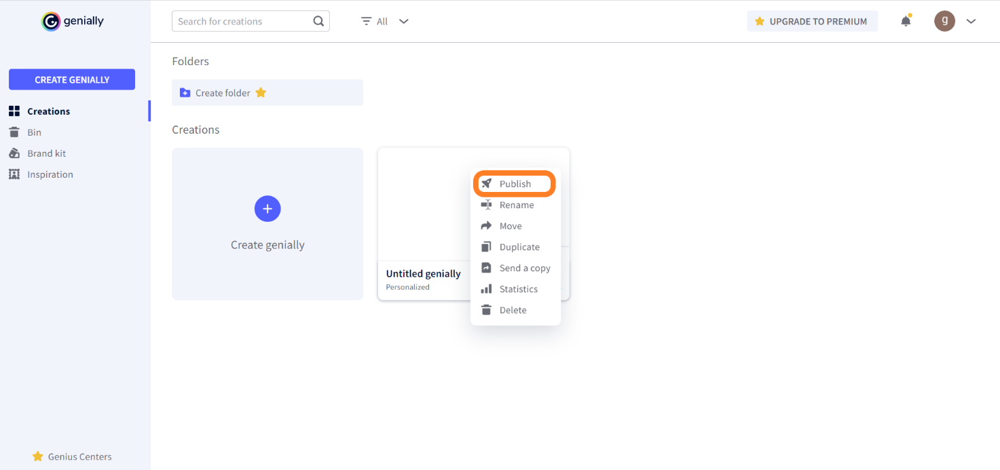 genially
Search for creations
All
UPGRADE TO PREMIUM
g
CREATE GENIALLY
Creations
Bin
Brand kit
Inspiration
Genius Centers
Folders
Create folder
Creations
Create genially
Untitled genially
Personalized
Publish
Rename
Move
Duplicate
Send a copy
Statistics
Delete